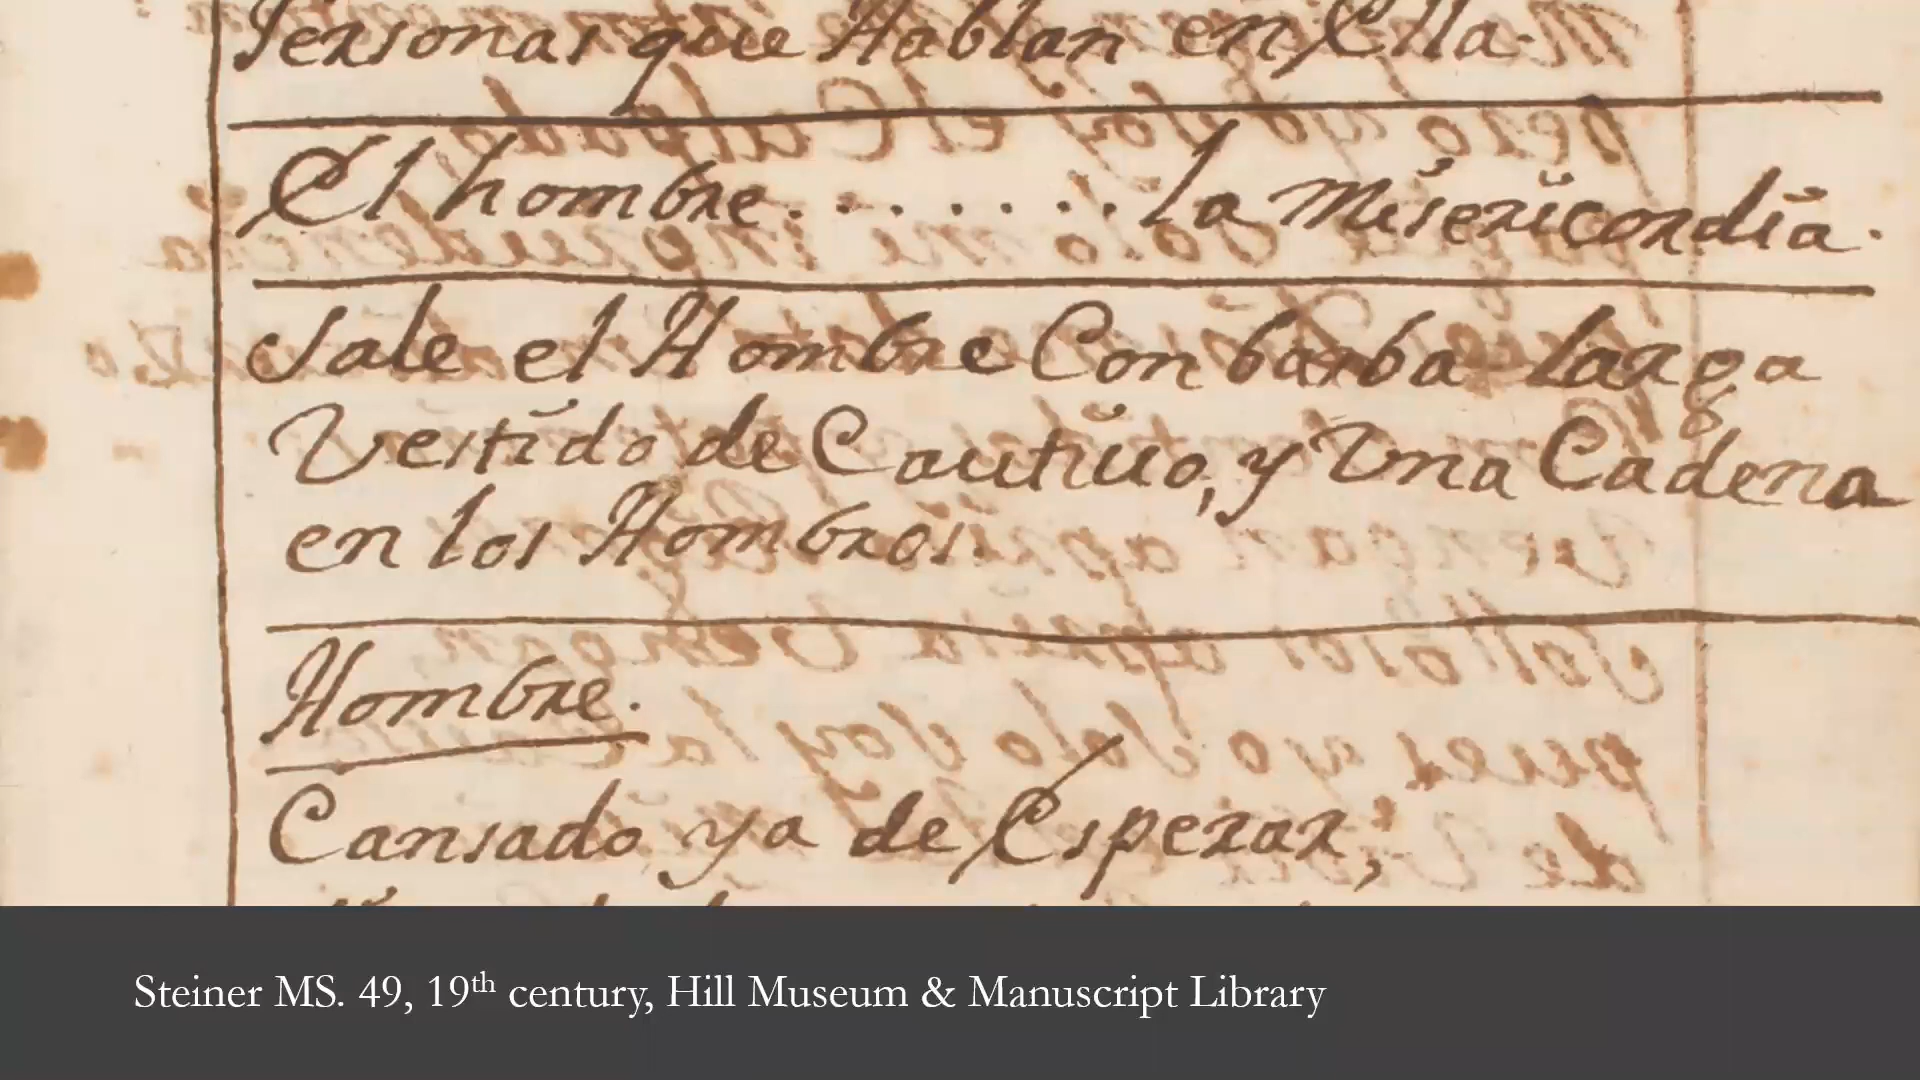 Personas que Hablan en Ella.
El hombre........la Misericordia.
Sale el Hombre Con barba larga
Vestido de Cautiuo, y Vna Cadena
en los Hombros.
Hombre.
Cansado ya de Esperar;
Steiner MS. 49, 19th century, Hill Museum & Manuscript Library